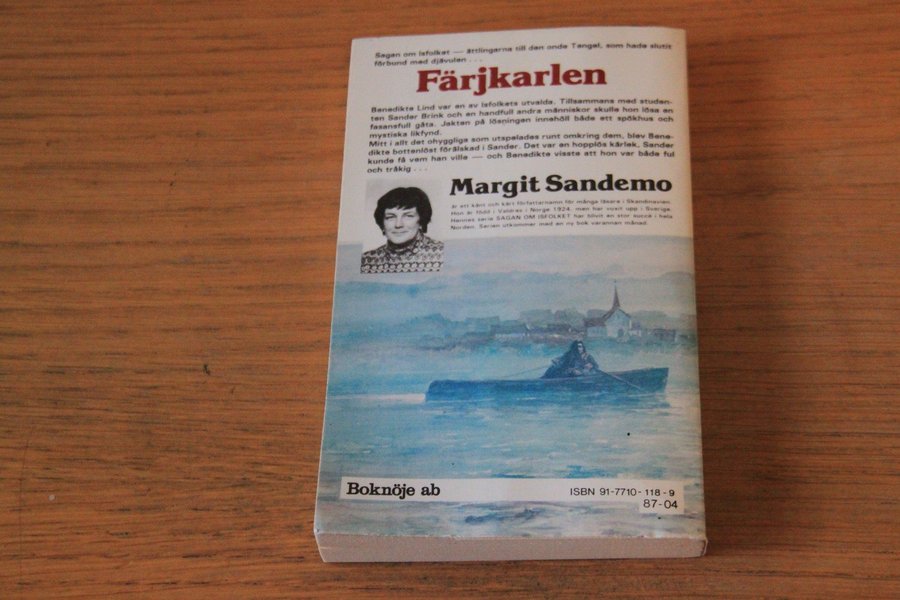 Sagan om Isfolket — ättlingarna till den onde Tengel, som hade slutit
förbund med djävulen . . .
Färjkarlen
Benedikte Lind var en av Isfolkets utvalda. Tillsammans med studen-
ten Sander Brink och en handfull andra människor skulle hon lösa en
fasansfull gåta. Jakten på lösningen innehöll både ett spökhus och
mystiska likfynd.
Mitt i allt det ohyggliga som utspelades runt omkring dem, blev Bene-
dikte bottenlöst förälskad i Sander. Det var en hopplös kärlek, Sander
kunde få vem han ville — och Benedikte visste att hon var både ful
och tråkig . . .
Margit Sandemo
är ett känt och kärt författarnamn för många läsare i Skandinavien.
Hon är född i Valdres i Norge 1924, men har vuxit upp i Sverige.
Hennes serie SAGAN OM ISFOLKET har blivit en stor succé i hela
Norden. Serien utkommer med en ny bok varannan månad.
Boknöje ab
ISBN 91-7710-118-9
87-04